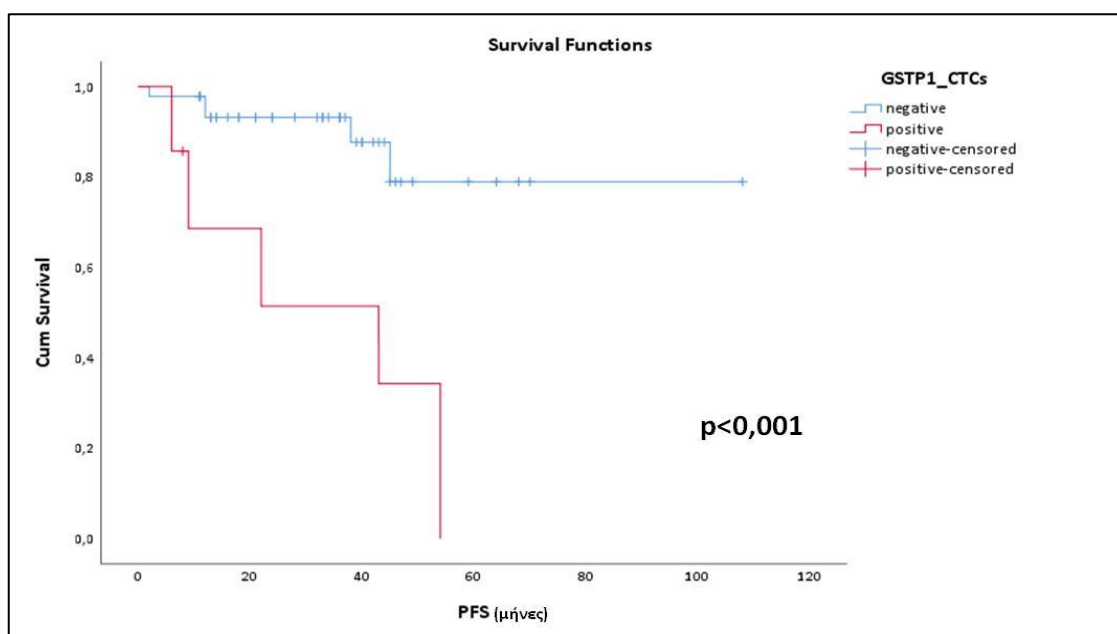 Survival Functions
GSTP1_CTCs
negative
positive
negative-censored
positive-censored
Cum Survival
1,0
0,8
0,6
0,4
0,2
0,0
p<0,001
0 20 40 60 80 100 120
PFS (μήνες)